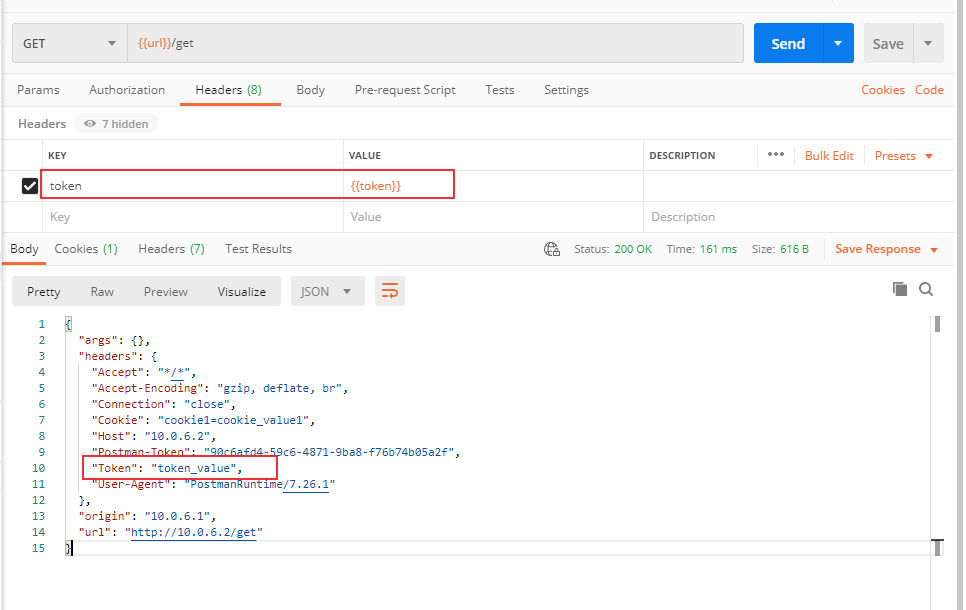 GET {{url}}/get Send Save
Params Authorization Headers (8) Body Pre-request Script Tests Settings Cookies Code
Headers 7 hidden
KEY VALUE DESCRIPTION ••• Bulk Edit Presets
token {{token}}
Key Value Description
Body Cookies (1) Headers (7) Test Results Status: 200 OK Time: 161 ms Size: 616 B Save Response
Pretty Raw Preview Visualize JSON
1 {
2 "args": {},
3 "headers": {
4 "Accept": "*/*",
5 "Accept-Encoding": "gzip, deflate, br",
6 "Connection": "close",
7 "Cookie": "cookie1=cookie_value1",
8 "Host": "10.0.6.2",
9 "Postman-Token": "90c6afd4-59c6-4871-9ba8-f76b74b05a2f",
10 "Token": "token_value",
11 "User-Agent": "PostmanRuntime/7.26.1"
12 },
13 "origin": "10.0.6.1",
14 "url": "http://10.0.6.2/get"
15 }